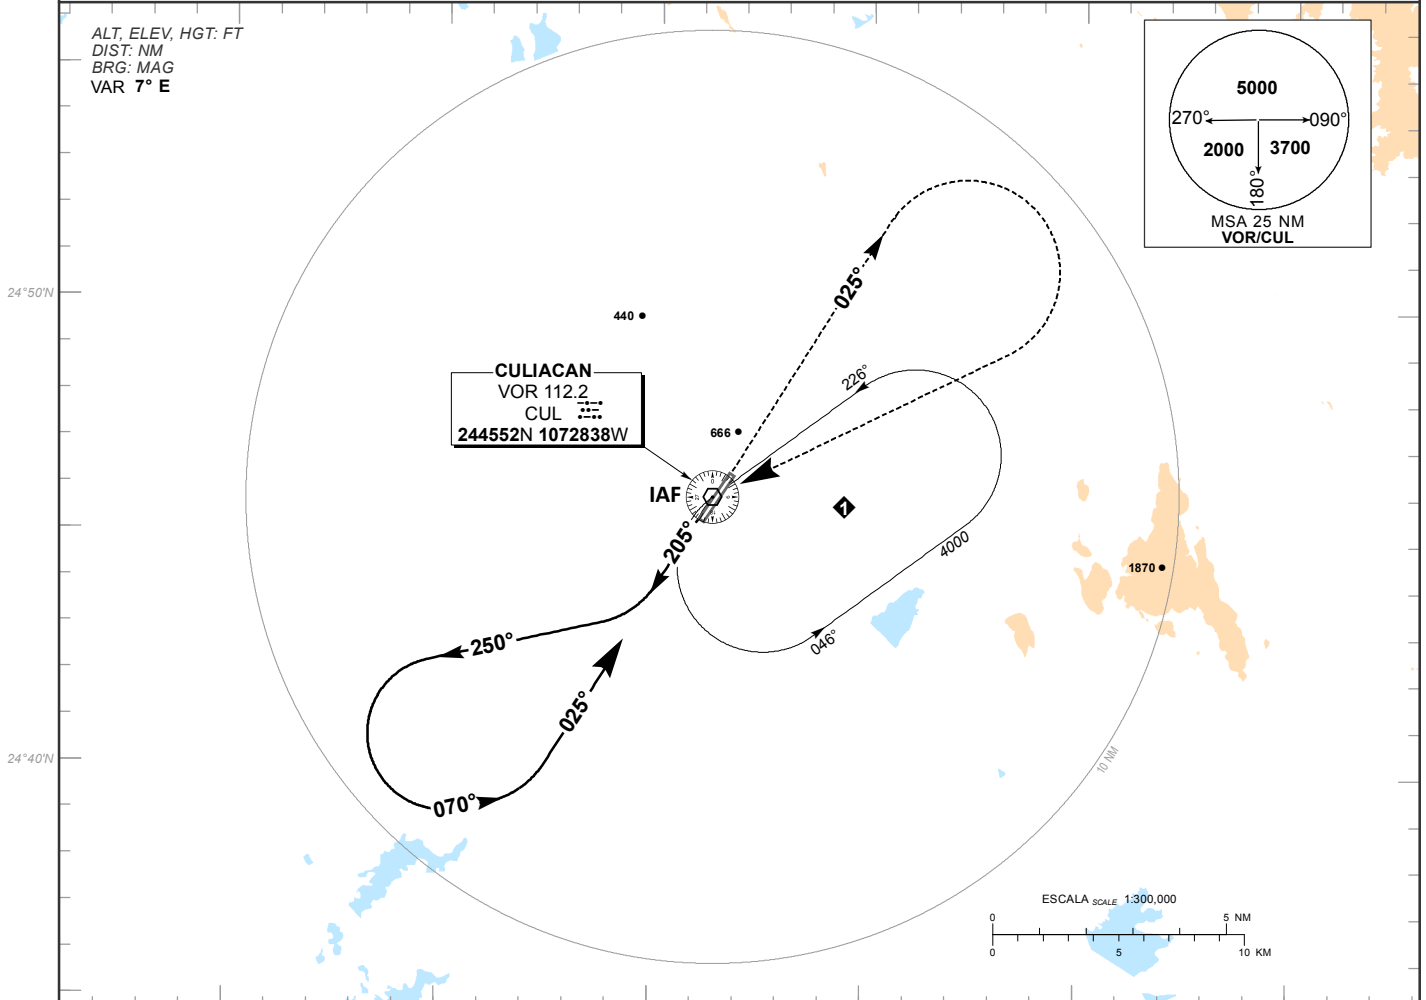 ALT, ELEV, HGT: FT
DIST: NM
BRG: MAG
VAR 7° E
5000
270°
090°
2000
3700
180°
MSA 25 NM
VOR/CUL
24°50'N
025°
440
CULIACAN
VOR 112.2
CUL
244552N 1072838W
226°
666
IAF
1
205°
4000
1870
250°
046°
025°
24°40'N
10 NM
070°
ESCALA SCALE 1:300,000
0 5 NM
0 5 10 KM